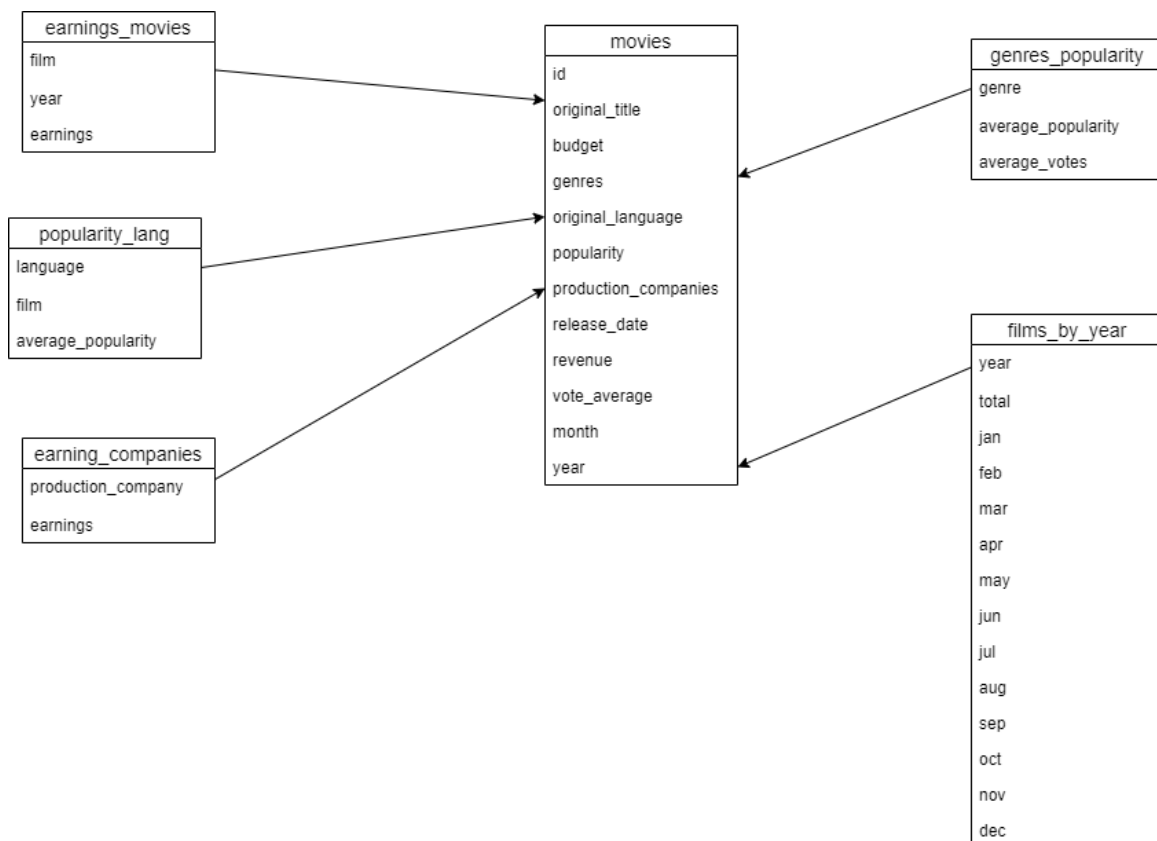 earnings_movies
film
year
earnings
popularity_lang
language
film
average_popularity
earning_companies
production_company
earnings
movies
id
original_title
budget
genres
original_language
popularity
production_companies
release_date
revenue
vote_average
month
year
genres_popularity
genre
average_popularity
average_votes
films_by_year
year
total
jan
feb
mar
apr
may
jun
jul
aug
sep
oct
nov
dec